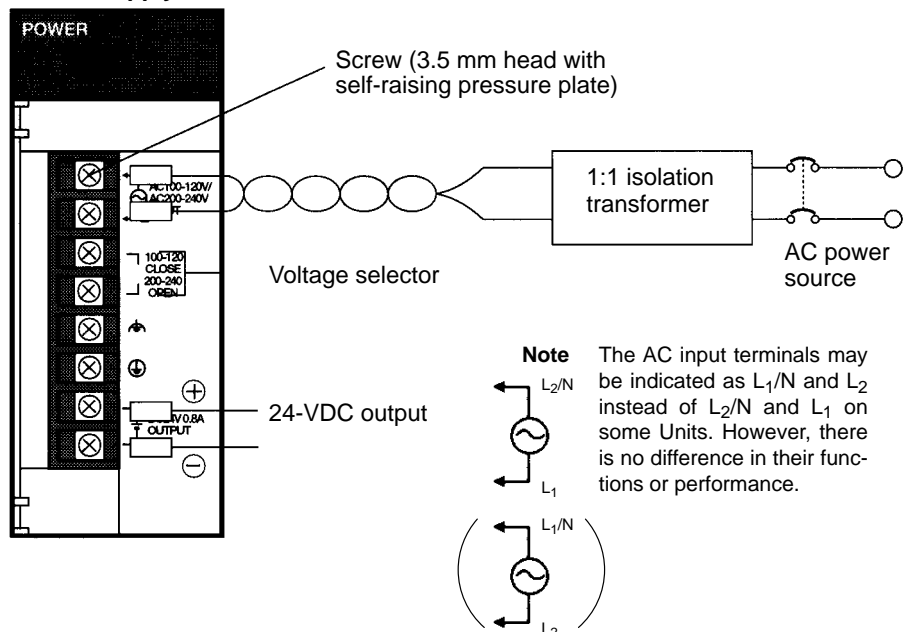 POWER
Screw (3.5 mm head with
self-raising pressure plate)
AC100-120V/
AC200-240V
1:1 isolation
transformer
AC power
source
100-120
CLOSE
200-240
OPEN
Voltage selector
24-VDC output
0.8A
OUTPUT
Note
The AC input terminals may
be indicated as L1/N and L2
instead of L2/N and L1 on
some Units. However, there
is no difference in their func-
tions or performance.
L2/N
L1
L1/N
L2